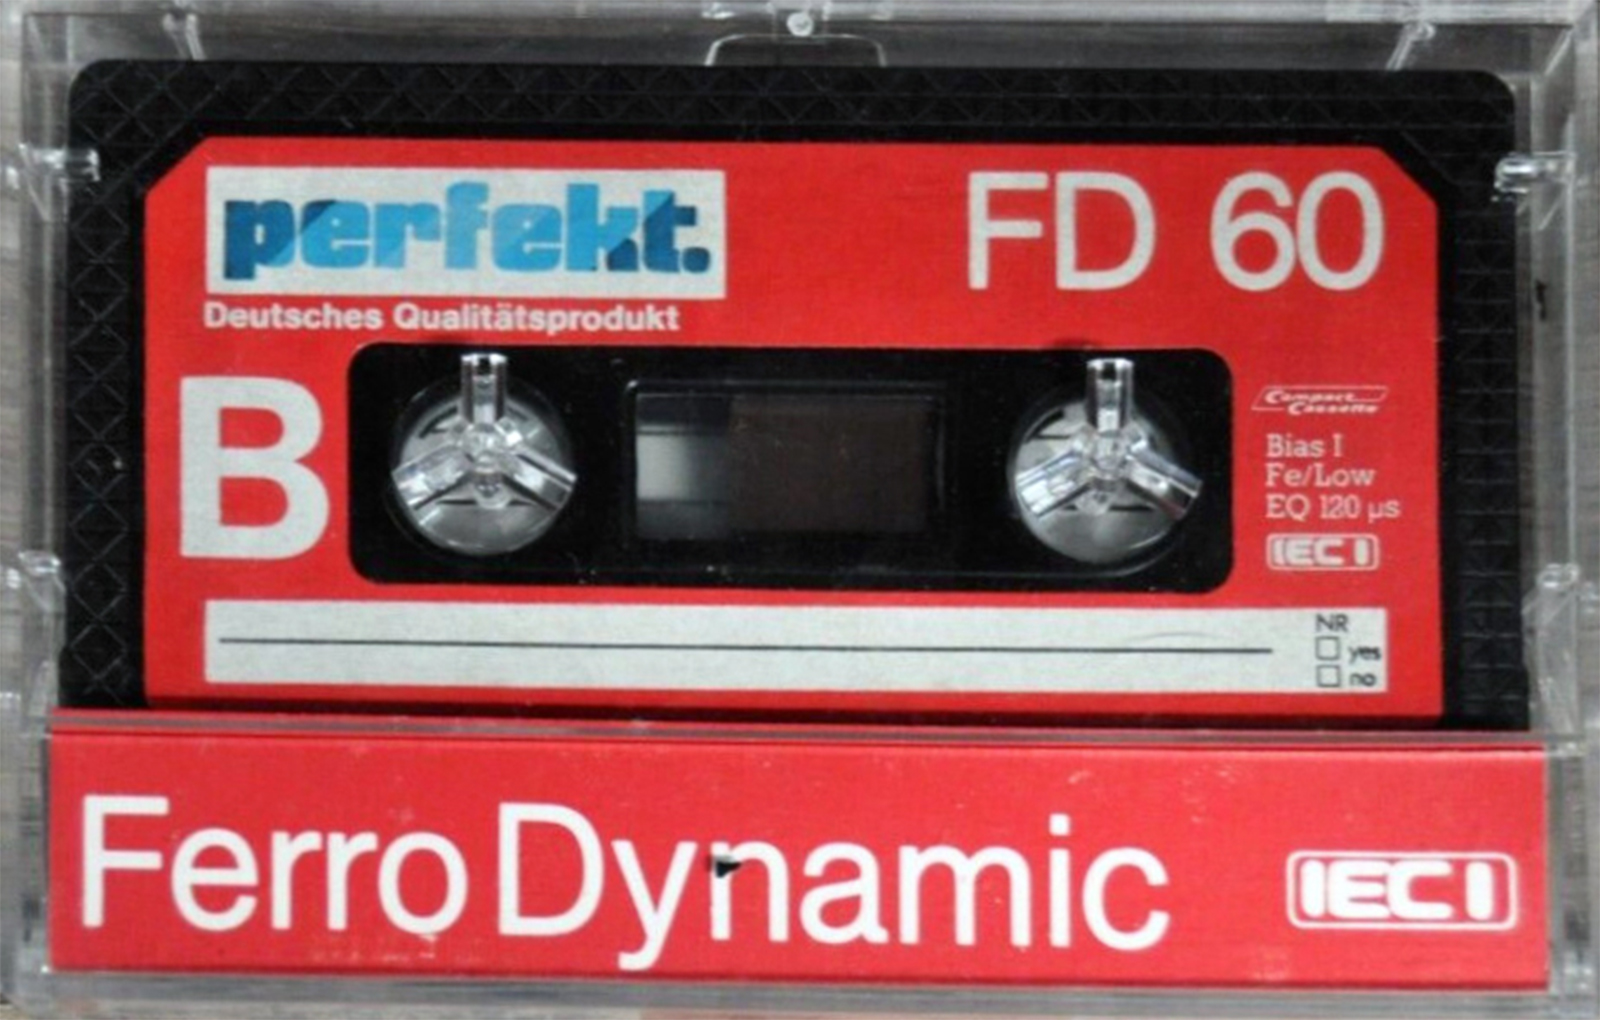 perfekt.
Deutsches Qualitätsprodukt
FD 60
B
Compact
Cassette
Bias I
Fe/Low
EQ 120 µs
IEC I
NR
yes
no
Ferro Dynamic
IEC I